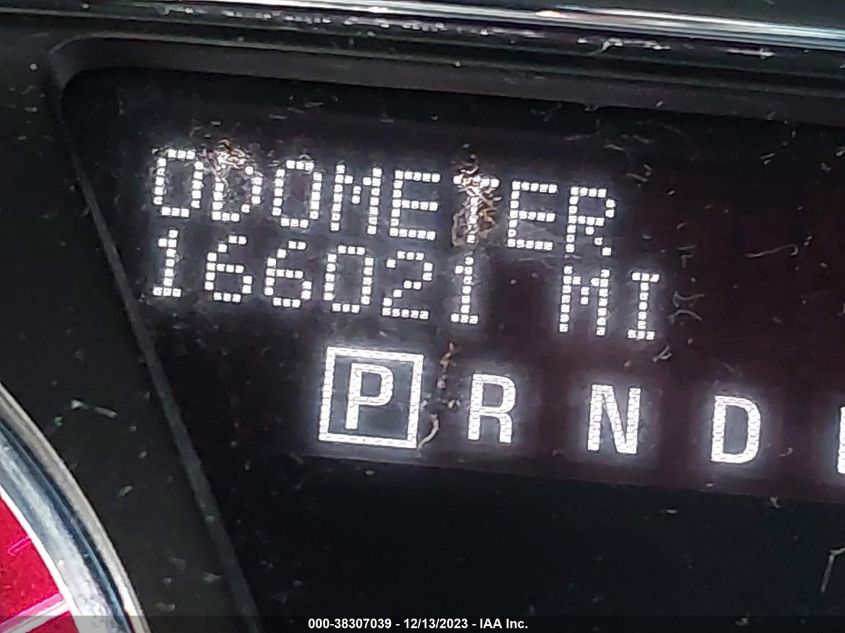 ODOMETER
166021 MI
P R N D
000-38307039 - 12/13/2023 - IAA Inc.